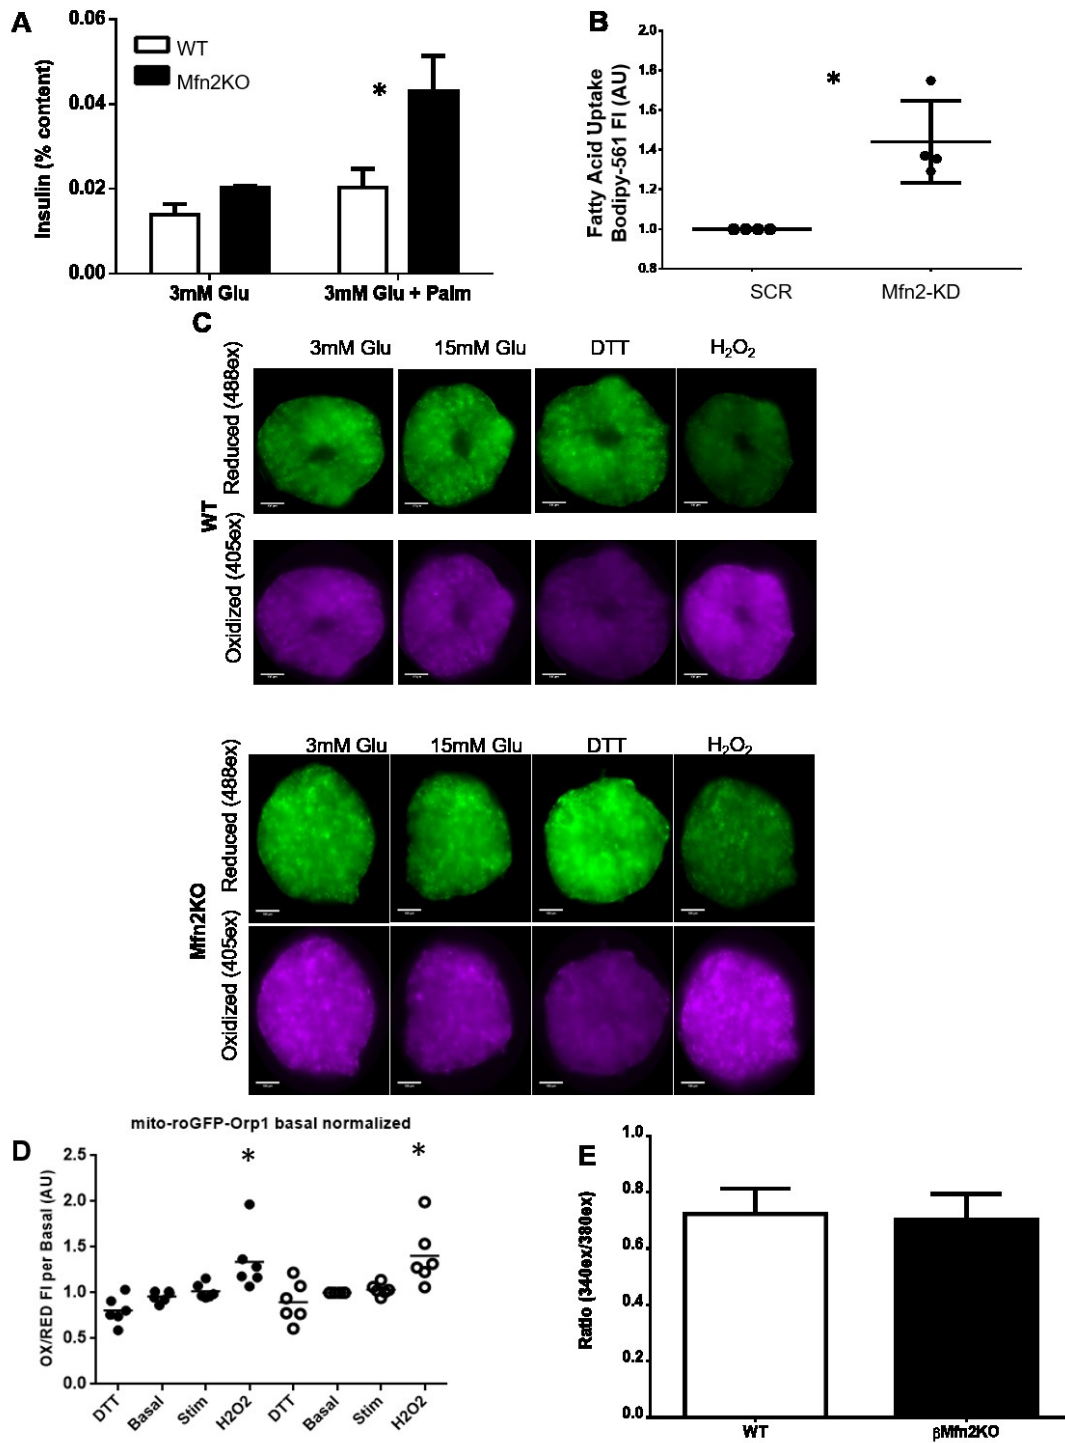 A
Insulin (% content)
0.06
0.04
0.02
0.00
WT
Mfn2KO
*
3mM Glu
3mM Glu + Palm
B
Fatty Acid Uptake
Bodipy-561 FI (AU)
2.0
1.8
1.6
1.4
1.2
1.0
0.8
*
SCR
Mfn2-KD
C
3mM Glu 15mM Glu DTT H₂O₂
WT
Reduced (488ex)
Oxidized (405ex)
3mM Glu 15mM Glu DTT H₂O₂
Mfn2KO
Reduced (488ex)
Oxidized (405ex)
D
mito-roGFP-Orp1 basal normalized
OX/RED FI per Basal (AU)
2.5
2.0
1.5
1.0
0.5
0.0
* *
DTT Basal Stim H2O2 DTT Basal Stim H2O2
E
Ratio (340ex/380ex)
1.0
0.8
0.6
0.4
0.2
0.0
WT
βMfn2KO